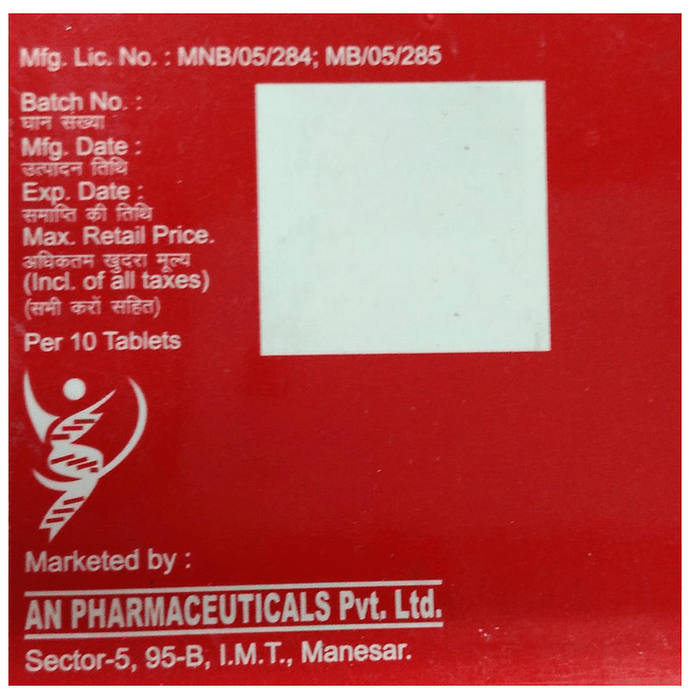 Mfg. Lic. No. : MNB/05/284; MB/05/285
Batch No. :
घान संख्या
Mfg. Date :
उत्पादन तिथि
Exp. Date :
समाप्ति की तिथि
Max. Retail Price.
अधिकतम खुदरा मूल्य
(Incl. of all taxes)
(सभी करों सहित)
Per 10 Tablets
Marketed by :
AN PHARMACEUTICALS Pvt. Ltd.
Sector-5, 95-B, I.M.T., Manesar.